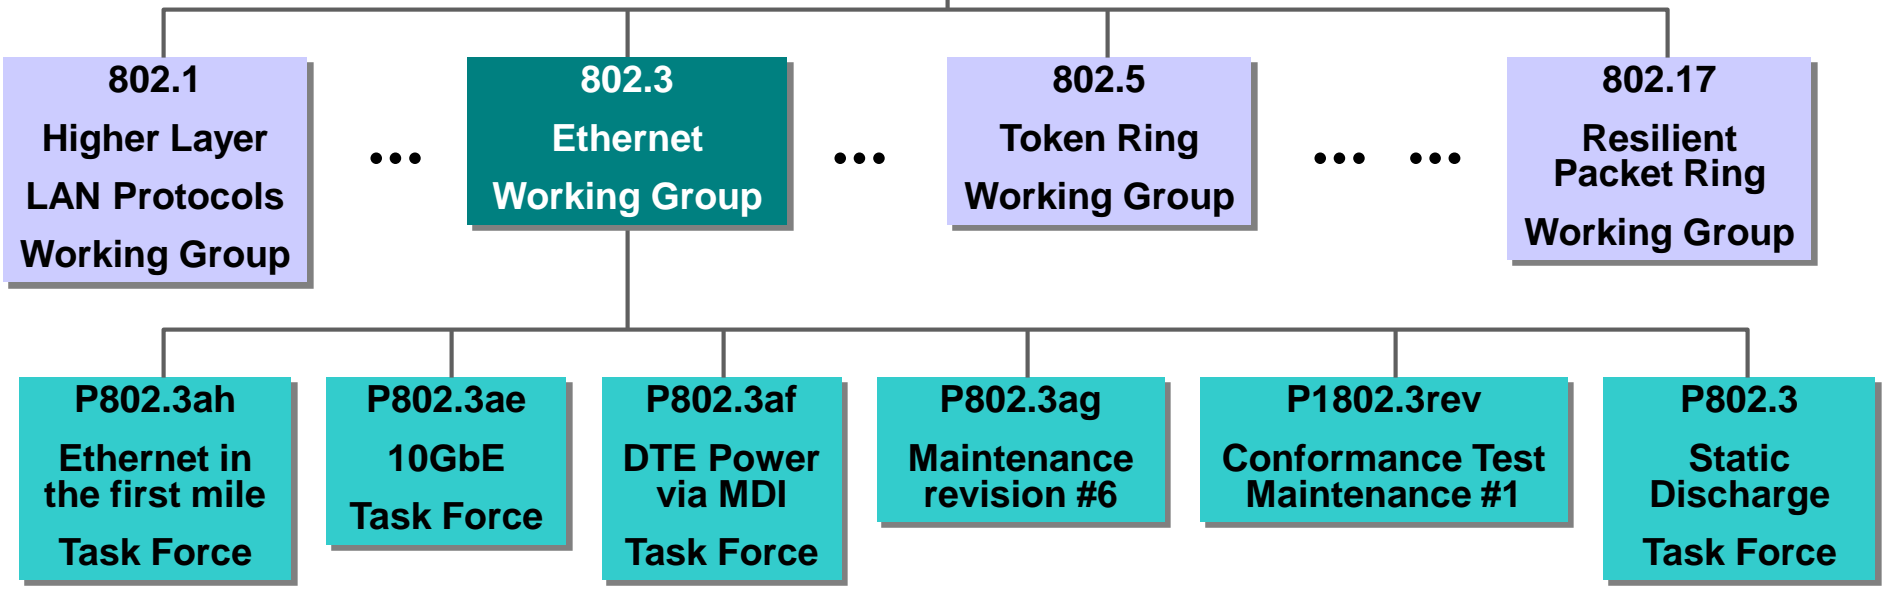 802.1
Higher Layer
LAN Protocols
Working Group
•••
802.3
Ethernet
Working Group
•••
802.5
Token Ring
Working Group
••• •••
802.17
Resilient
Packet Ring
Working Group
P802.3ah
Ethernet in
the first mile
Task Force
P802.3ae
10GbE
Task Force
P802.3af
DTE Power
via MDI
Task Force
P802.3ag
Maintenance
revision #6
P1802.3rev
Conformance Test
Maintenance #1
P802.3
Static
Discharge
Task Force